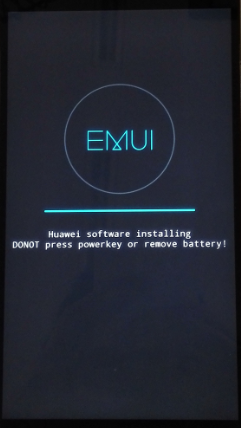 EMUI
Huawei software installing
DONOT press powerkey or remove battery!